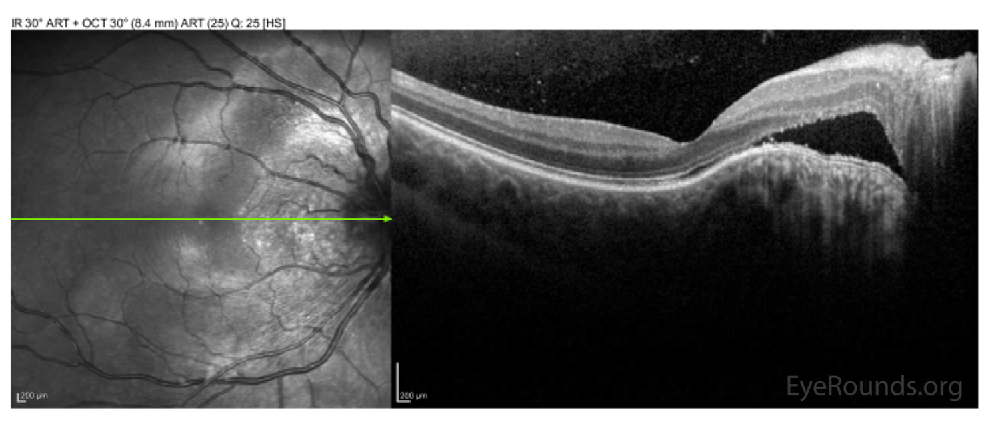 IR 30° ART + OCT 30° (8.4 mm) ART (25) Q: 25 [HS]
200 µm
200 µm
EyeRounds.org